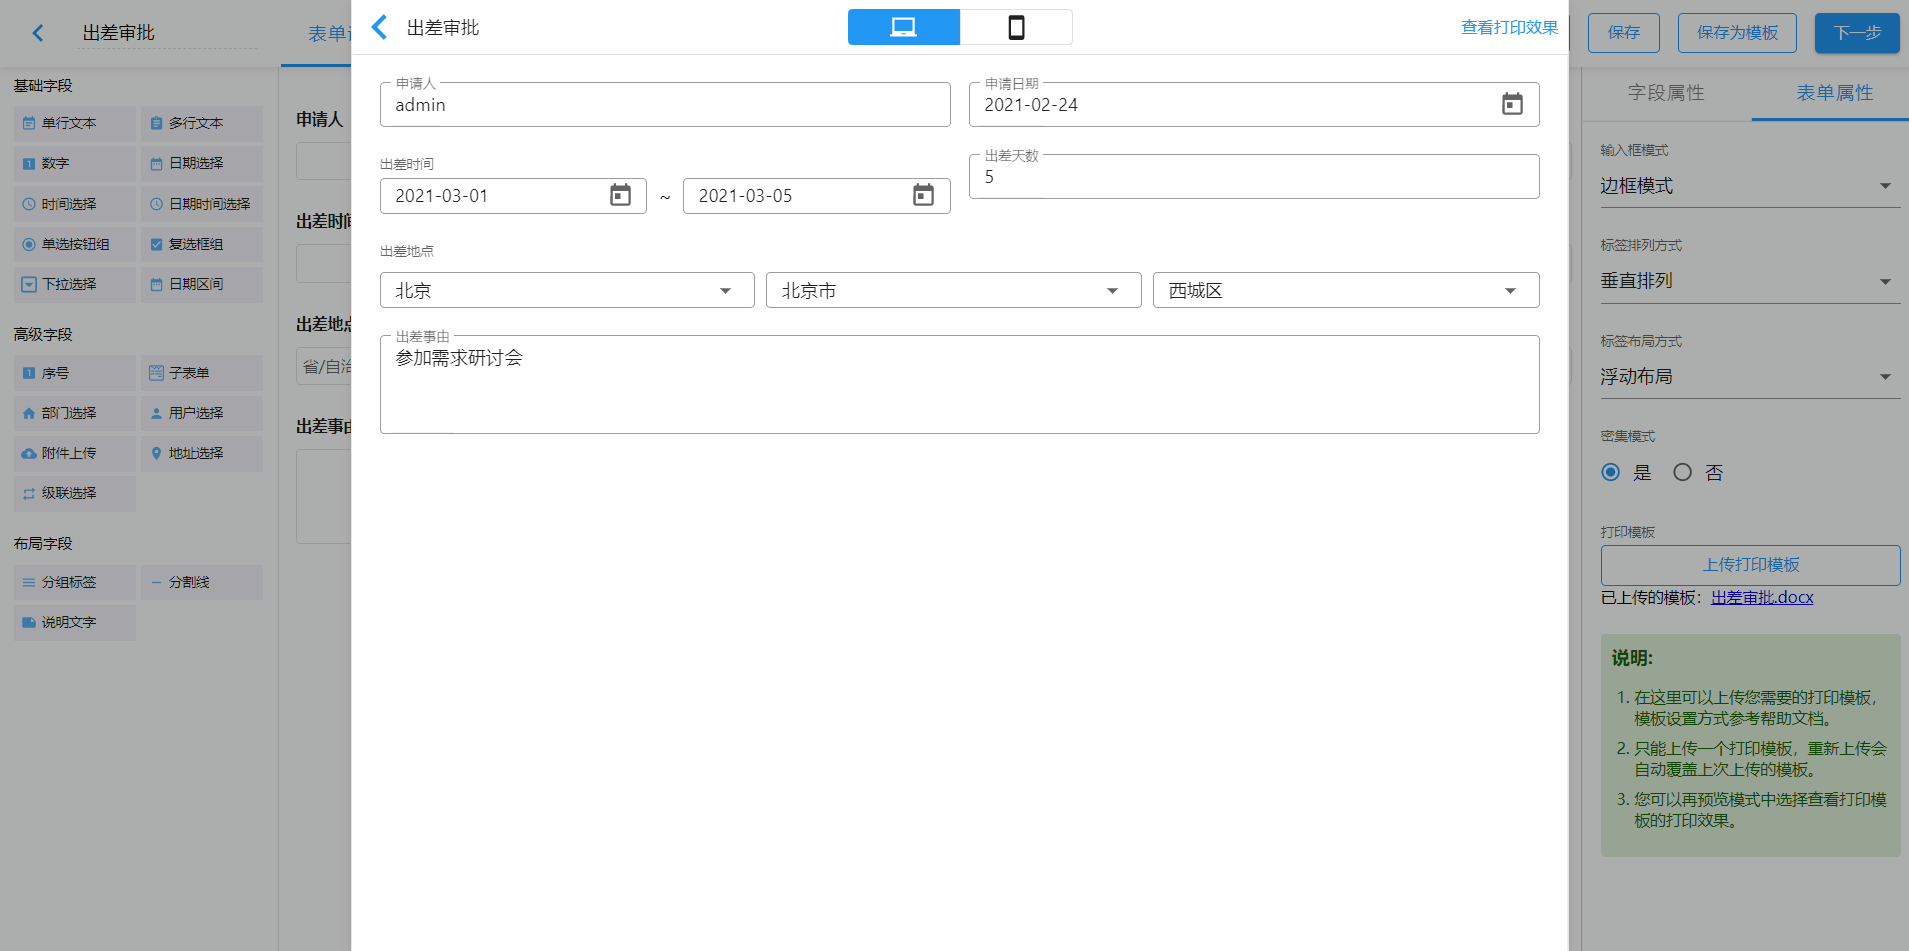 出差审批
表单
基础字段
单行文本
多行文本
数字
日期选择
时间选择
日期时间选择
单选按钮组
复选框组
下拉选择
日期区间
高级字段
序号
子表单
部门选择
用户选择
附件上传
地址选择
级联选择
布局字段
分组标签
分割线
说明文字
申请人
出差时间
出差地点
省/自治
出差事由
出差审批
查看打印效果
申请人
admin
申请日期
2021-02-24
出差时间
2021-03-01
~
2021-03-05
出差天数
5
出差地点
北京
北京市
西城区
出差事由
参加需求研讨会
保存
保存为模板
下一步
字段属性
表单属性
输入框模式
边框模式
标签排列方式
垂直排列
标签布局方式
浮动布局
密集模式
是
否
打印模板
上传打印模板
已上传的模板：出差审批.docx
说明:
1. 在这里可以上传您需要的打印模板，
模板设置方式参考帮助文档。
2. 只能上传一个打印模板，重新上传会
自动覆盖上次上传的模板。
3. 您可以再预览模式中选择查看打印模
板的打印效果。